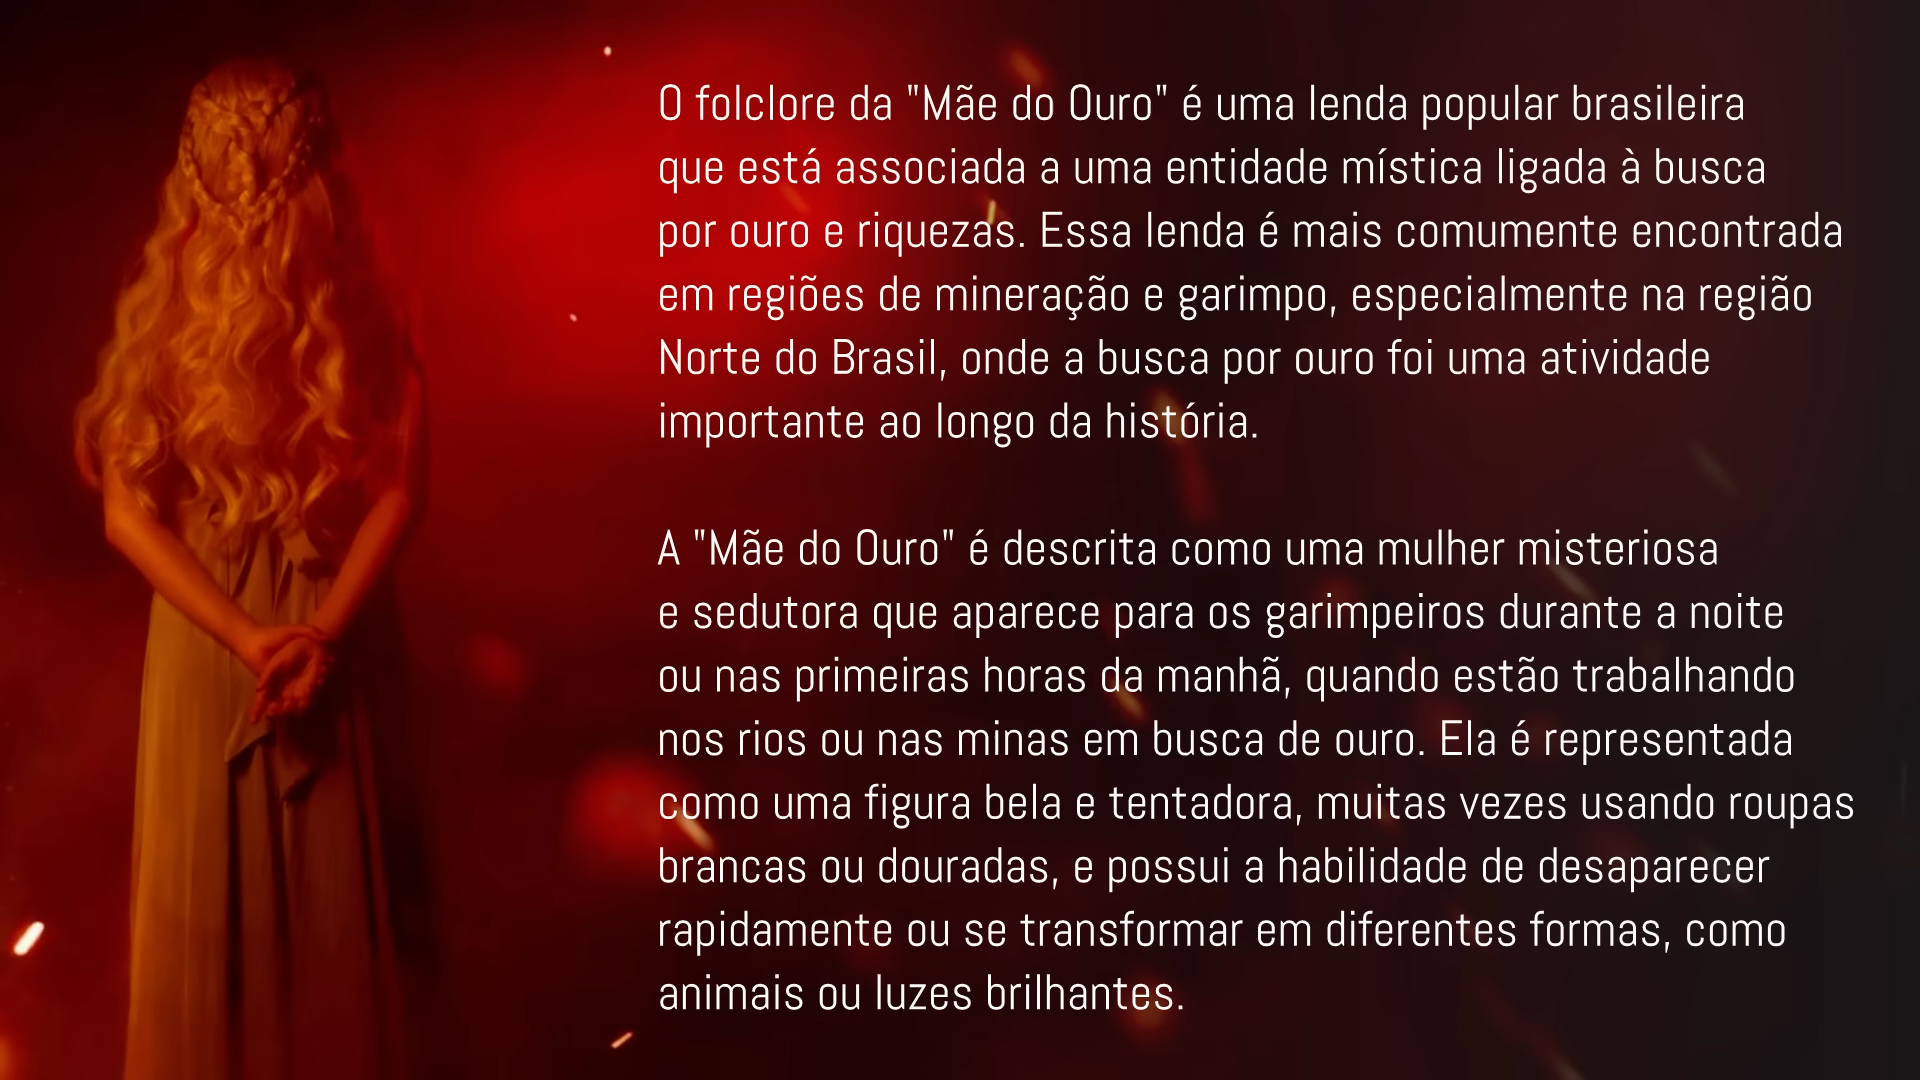 O folclore da "Mãe do Ouro" é uma lenda popular brasileira
que está associada a uma entidade mística ligada à busca
por ouro e riquezas. Essa lenda é mais comumente encontrada
em regiões de mineração e garimpo, especialmente na região
Norte do Brasil, onde a busca por ouro foi uma atividade
importante ao longo da história.
A "Mãe do Ouro" é descrita como uma mulher misteriosa
e sedutora que aparece para os garimpeiros durante a noite
ou nas primeiras horas da manhã, quando estão trabalhando
nos rios ou nas minas em busca de ouro. Ela é representada
como uma figura bela e tentadora, muitas vezes usando roupas
brancas ou douradas, e possui a habilidade de desaparecer
rapidamente ou se transformar em diferentes formas, como
animais ou luzes brilhantes.